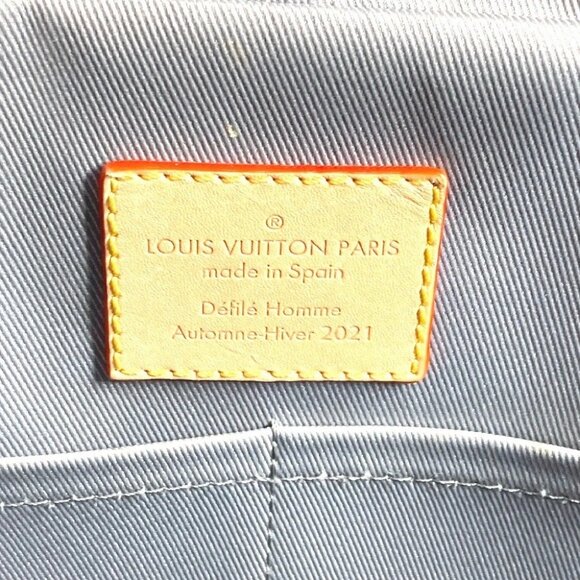 ®
LOUIS VUITTON PARIS
made in Spain
Défilé Homme
Automne-Hiver 2021